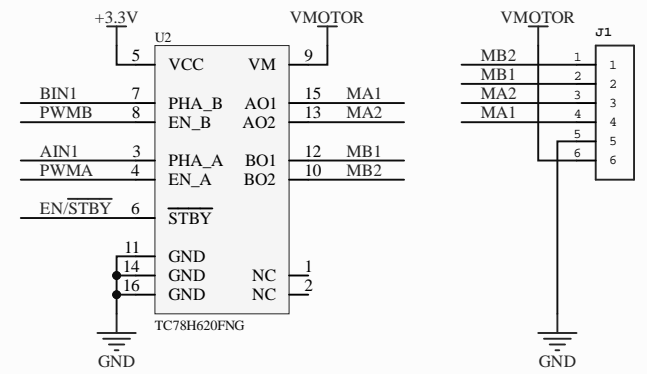 +3.3V
VMOTOR
VMOTOR
J1
U2
5 VCC VM 9
MB2 1 1
MB1 2 2
BIN1 7 PHA_B AO1 15 MA1
MA2 3 3
PWMB 8 EN_B AO2 13 MA2
MA1 4 4
5 5
AIN1 3 PHA_A BO1 12 MB1
6 6
PWMA 4 EN_A BO2 10 MB2
EN/STBY 6 STBY
11 GND
14 GND NC 1
16 GND NC 2
TC78H620FNG
GND
GND